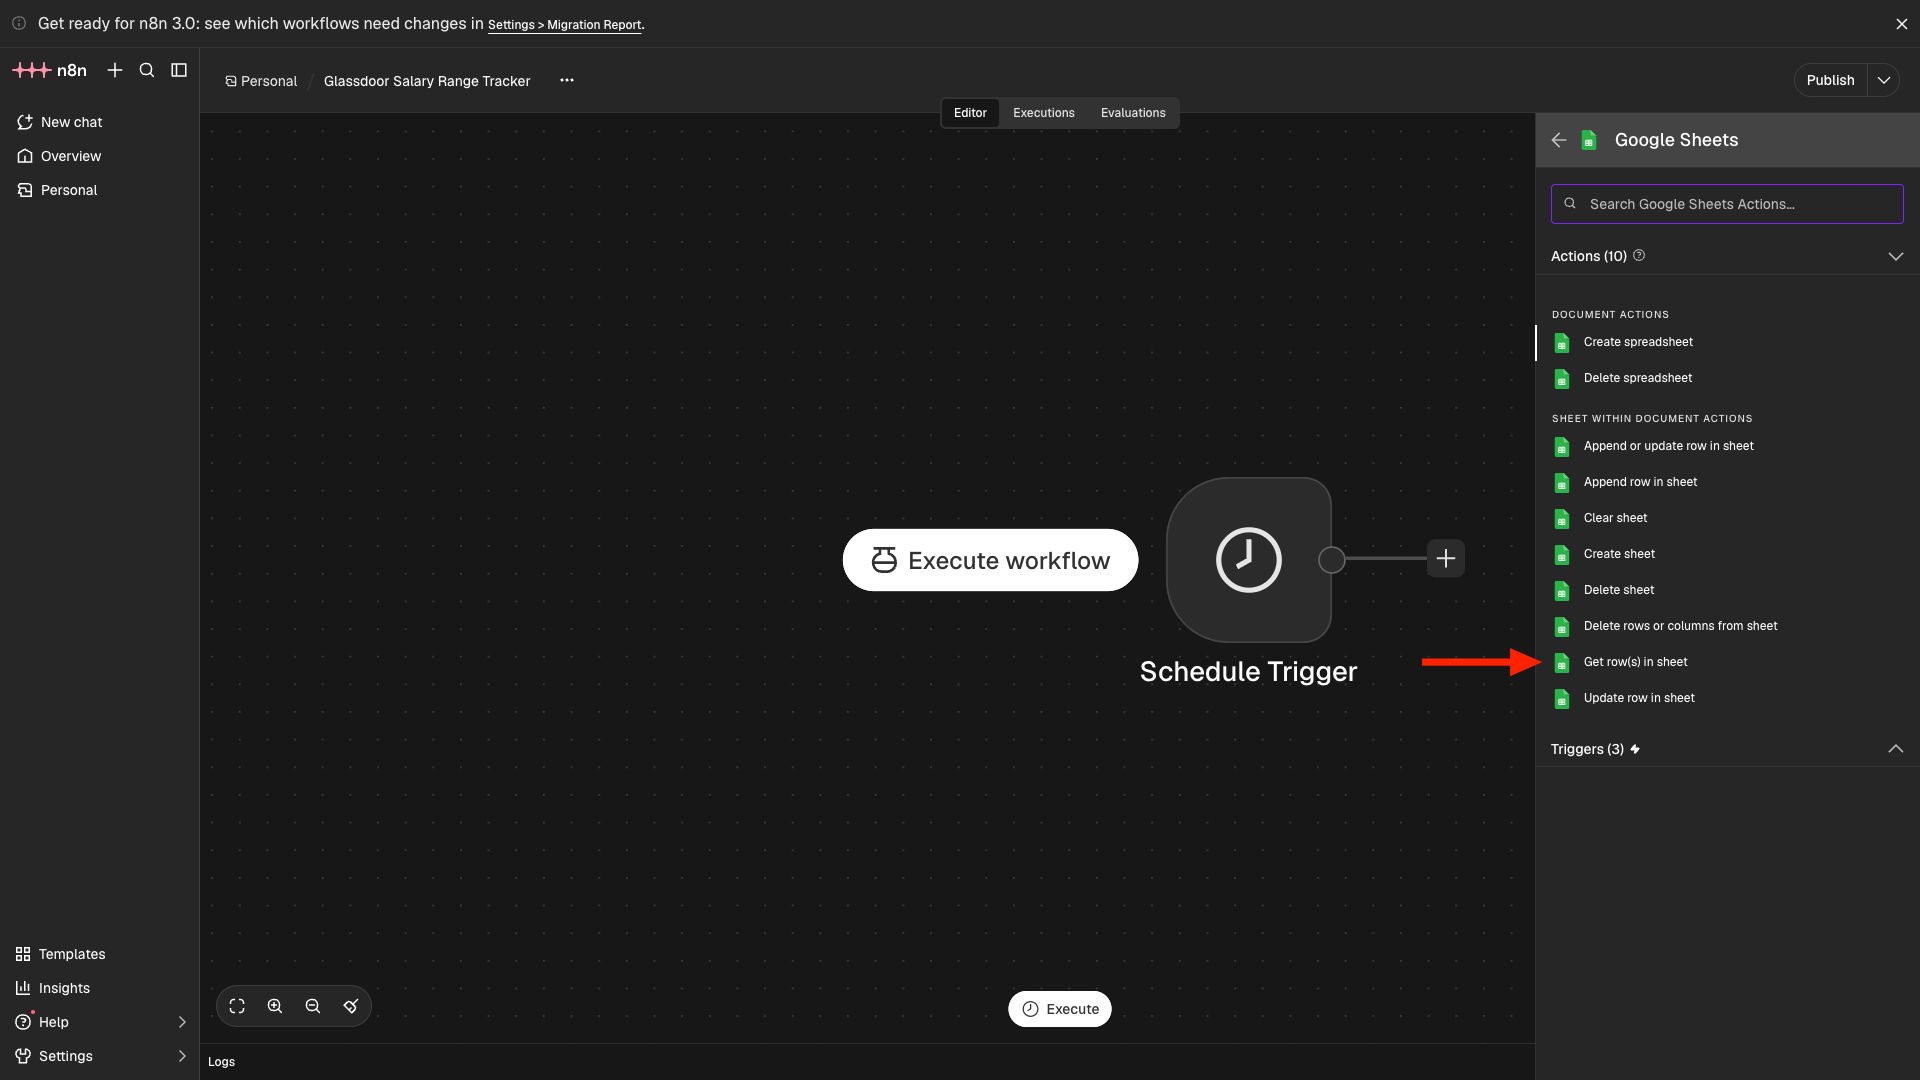 Get ready for n8n 3.0: see which workflows need changes in Settings > Migration Report.
n8n
New chat
Overview
Personal
Templates
Insights
Help
Settings
Personal / Glassdoor Salary Range Tracker
Publish
Editor Executions Evaluations
Execute workflow
Schedule Trigger
Execute
Logs
Google Sheets
Search Google Sheets Actions...
Actions (10)
DOCUMENT ACTIONS
Create spreadsheet
Delete spreadsheet
SHEET WITHIN DOCUMENT ACTIONS
Append or update row in sheet
Append row in sheet
Clear sheet
Create sheet
Delete sheet
Delete rows or columns from sheet
Get row(s) in sheet
Update row in sheet
Triggers (3)